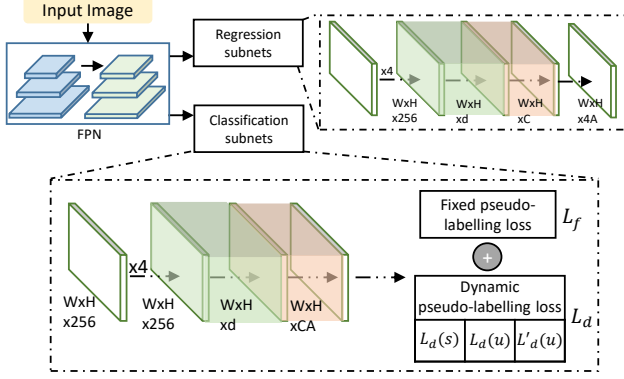 Input Image
FPN
Regression
subnets
Classification
subnets
x4
WxH
x256
WxH
xd
WxH
xC
WxH
x4A
x4
WxH
x256
WxH
x256
WxH
xd
WxH
xCA
Fixed pseudo-
labelling loss
L_f
+
Dynamic
pseudo-labelling loss
L_d
L_d(s) L_d(u) L'_d(u)